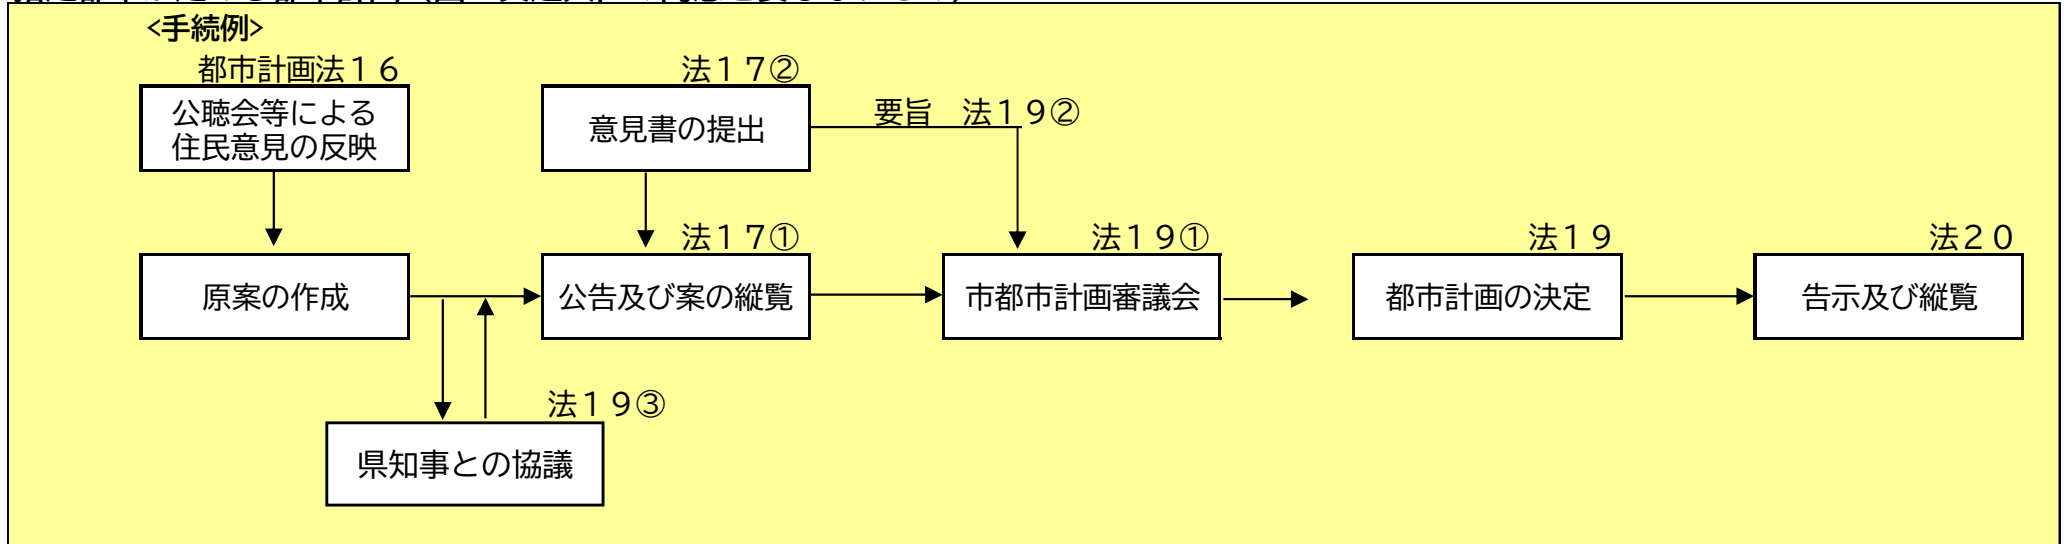 <手続例>
都市計画法16
公聴会等による
住民意見の反映
法17②
意見書の提出
要旨　法19②
原案の作成
法17①
公告及び案の縦覧
法19①
市都市計画審議会
法19
都市計画の決定
法20
告示及び縦覧
法19③
県知事との協議